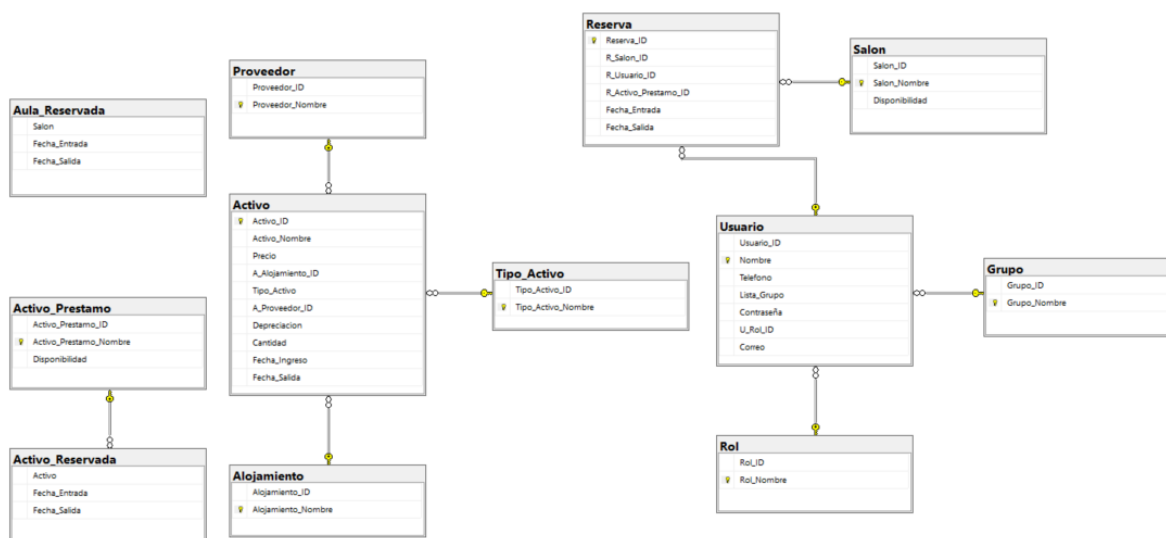 Aula_Reservada
Salon
Fecha_Entrada
Fecha_Salida
Activo_Prestamo
Activo_Prestamo_ID
Activo_Prestamo_Nombre
Disponibilidad
Activo_Reservada
Activo
Fecha_Entrada
Fecha_Salida
Proveedor
Proveedor_ID
Proveedor_Nombre
Activo
Activo_ID
Activo_Nombre
Precio
A_Alojamiento_ID
Tipo_Activo
A_Proveedor_ID
Depreciacion
Cantidad
Fecha_Ingreso
Fecha_Salida
Alojamiento
Alojamiento_ID
Alojamiento_Nombre
Tipo_Activo
Tipo_Activo_ID
Tipo_Activo_Nombre
Reserva
Reserva_ID
R_Salon_ID
R_Usuario_ID
R_Activo_Prestamo_ID
Fecha_Entrada
Fecha_Salida
Salon
Salon_ID
Salon_Nombre
Disponibilidad
Usuario
Usuario_ID
Nombre
Telefono
Lista_Grupo
Contraseña
U_Rol_ID
Correo
Grupo
Grupo_ID
Grupo_Nombre
Rol
Rol_ID
Rol_Nombre